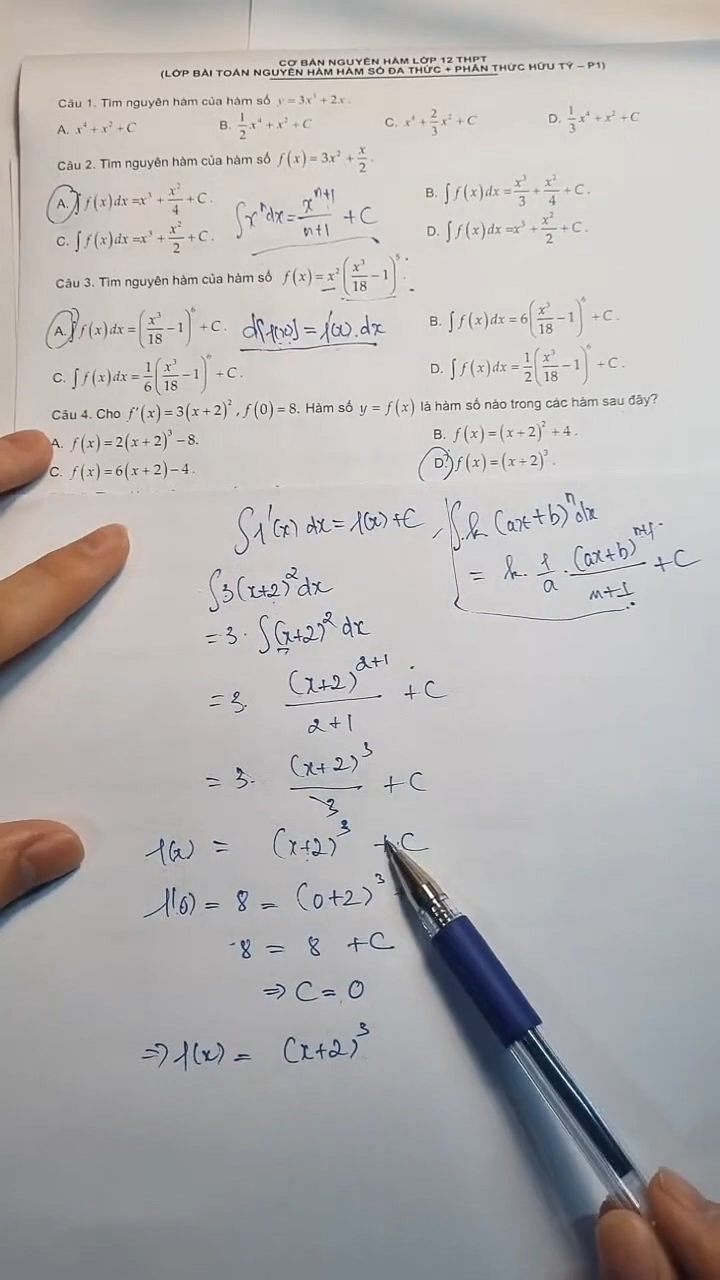 CƠ BẢN NGUYÊN HÀM LỚP 12 THPT
(LỚP BÀI TOÁN NGUYÊN HÀM HÀM SỐ ĐA THỨC + PHÂN THỨC HỮU TỶ – P1)
Câu 1. Tìm nguyên hàm của hàm số y = 3x³ + 2x.
A. x⁴ + x² + C B. 1/2 x⁴ + x² + C C. x⁴ + 2/3 x² + C D. 1/3 x⁴ + x² + C
Câu 2. Tìm nguyên hàm của hàm số f(x) = 3x² + x/2.
A. ∫f(x)dx = x³ + x²/4 + C. B. ∫f(x)dx = x³/3 + x²/4 + C.
∫xⁿdx = xⁿ⁺¹/(n+1) + C
C. ∫f(x)dx = x³ + x²/2 + C. D. ∫f(x)dx = x³ + x²/2 + C.
Câu 3. Tìm nguyên hàm của hàm số f(x) = x²(x³/18 − 1)⁵.
A. ∫f(x)dx = (x³/18 − 1)⁶ + C. d[f(x)] = f'(x).dx B. ∫f(x)dx = 6(x³/18 − 1)⁶ + C.
C. ∫f(x)dx = 1/6 (x³/18 − 1)⁶ + C. D. ∫f(x)dx = 1/2 (x³/18 − 1)⁶ + C.
Câu 4. Cho f'(x) = 3(x+2)², f(0) = 8. Hàm số y = f(x) là hàm số nào trong các hàm sau đây?
A. f(x) = 2(x+2)³ − 8. B. f(x) = (x+2)² + 4.
C. f(x) = 6(x+2) − 4. D. f(x) = (x+2)³.
∫f'(x) dx = f(x) + C, ∫k.(ax+b)ⁿdx
= k.1/a.(ax+b)ⁿ⁺¹/(n+1) + C
∫3(x+2)²dx
= 3.∫(x+2)²dx
= 3. (x+2)²⁺¹/(2+1) + C
= 3. (x+2)³/3 + C
f(x) = (x+2)³ + C
f(0) = 8 = (0+2)³
8 = 8 + C
⇒ C = 0
⇒ f(x) = (x+2)³